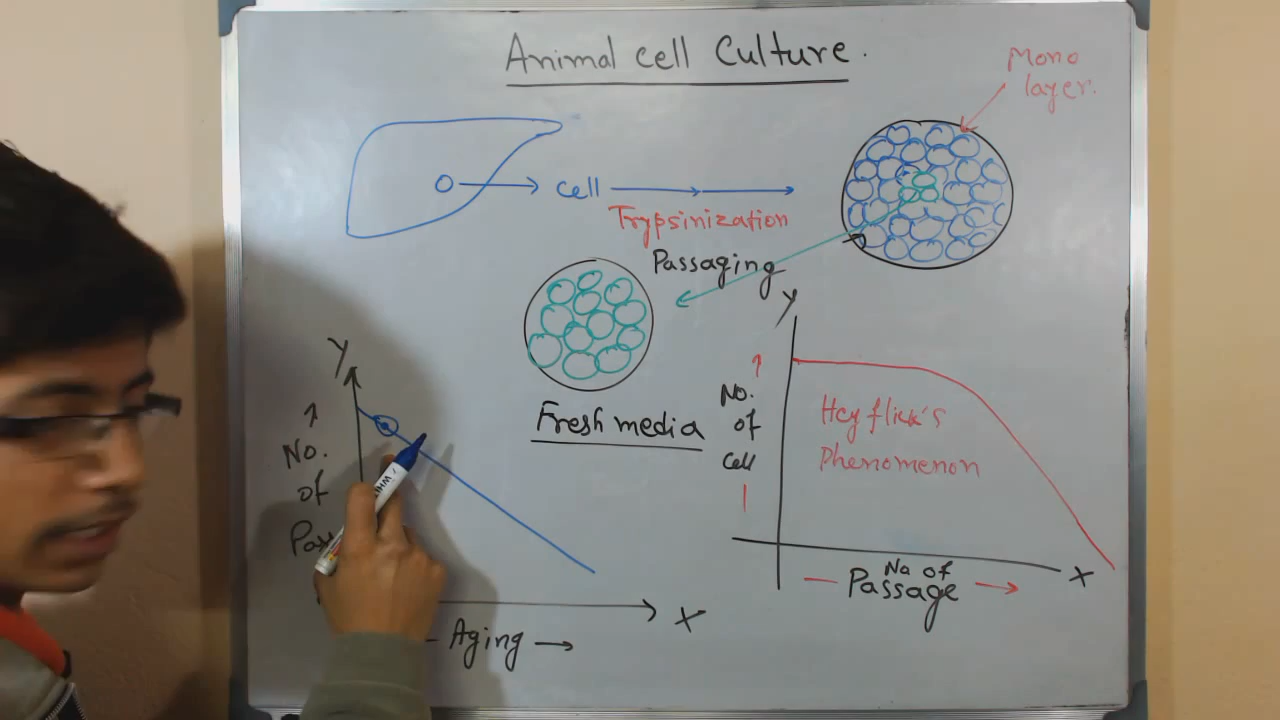 Animal Cell Culture.
Mono
layer.
Cell
Trypsinization
Passaging
Fresh media
Y
No.
of
Pas
X
Aging
Y
No.
of
Cell
Heyflick's
Phenomenon
No of
Passage
X